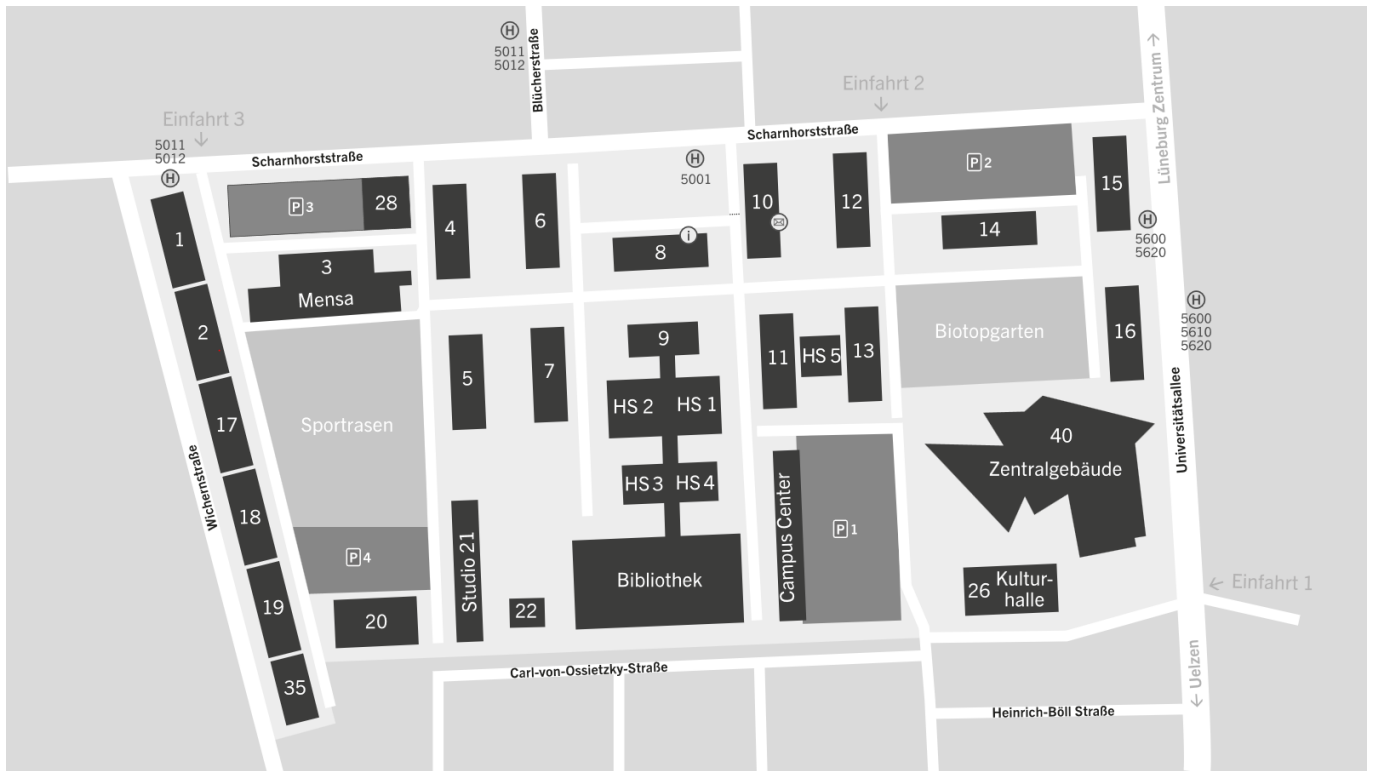 H
5011
5012
Blücherstraße
Einfahrt 2
↓
Lüneburg Zentrum →
Einfahrt 3
↓
5011
5012
H
Scharnhorststraße
Scharnhorststraße
H
5001
P 3
28
4
6
8
i
10
12
P 2
14
15
H
5600
5620
1
2
17
18
19
35
3
Mensa
H
5600
5610
5620
Sportrasen
5
7
9
HS 2
HS 1
HS 3
HS 4
11
HS 5
13
Biotopgarten
16
40
Zentralgebäude
Universitätsallee
Wichernstraße
P 4
20
Studio 21
22
Bibliothek
Campus Center
P 1
26
Kultur-
halle
← Einfahrt 1
← Uelzen
Carl-von-Ossietzky-Straße
Heinrich-Böll Straße